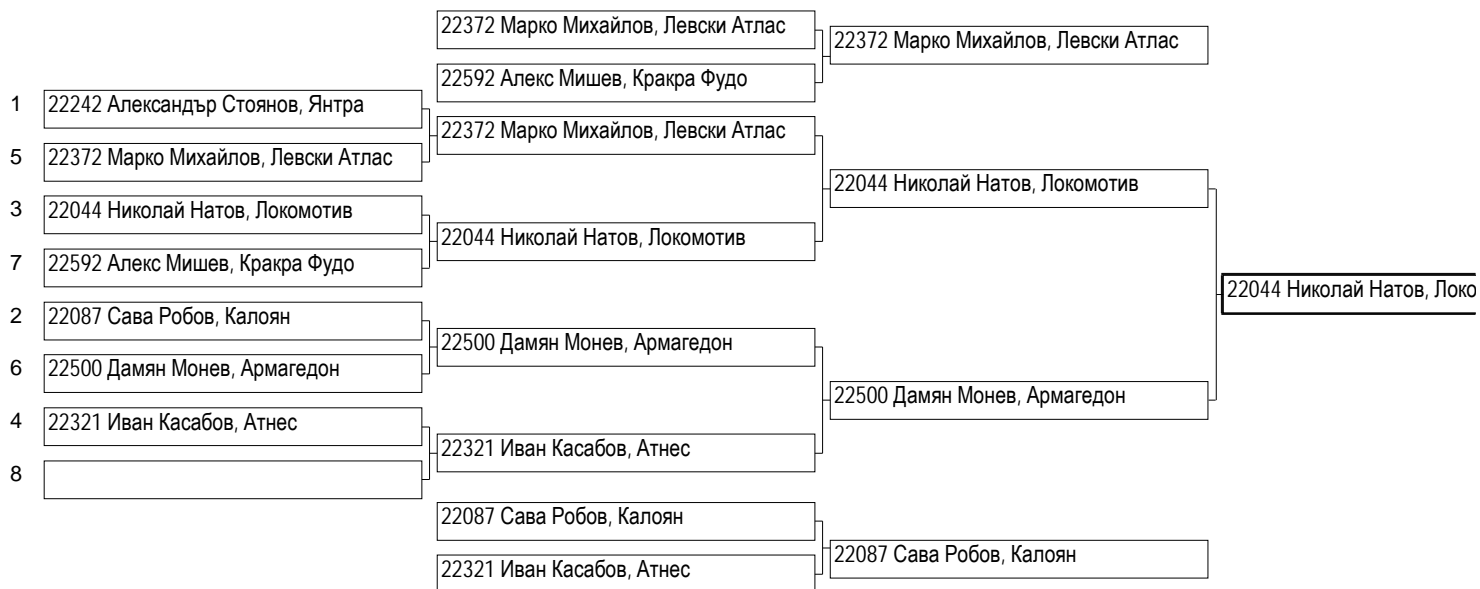 22372 Марко Михайлов, Левски Атлас
22372 Марко Михайлов, Левски Атлас
22592 Алекс Мишев, Кракра Фудо
1 22242 Александър Стоянов, Янтра
22372 Марко Михайлов, Левски Атлас
5 22372 Марко Михайлов, Левски Атлас
22044 Николай Натов, Локомотив
3 22044 Николай Натов, Локомотив
22044 Николай Натов, Локомотив
7 22592 Алекс Мишев, Кракра Фудо
22044 Николай Натов, Локо
2 22087 Сава Робов, Калоян
22500 Дамян Монев, Армагедон
6 22500 Дамян Монев, Армагедон
22500 Дамян Монев, Армагедон
4 22321 Иван Касабов, Атнес
22321 Иван Касабов, Атнес
8
22087 Сава Робов, Калоян
22087 Сава Робов, Калоян
22321 Иван Касабов, Атнес